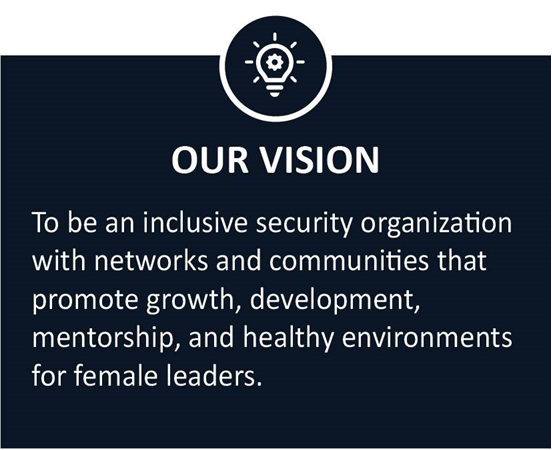 OUR VISION
To be an inclusive security organization
with networks and communities that
promote growth, development,
mentorship, and healthy environments
for female leaders.